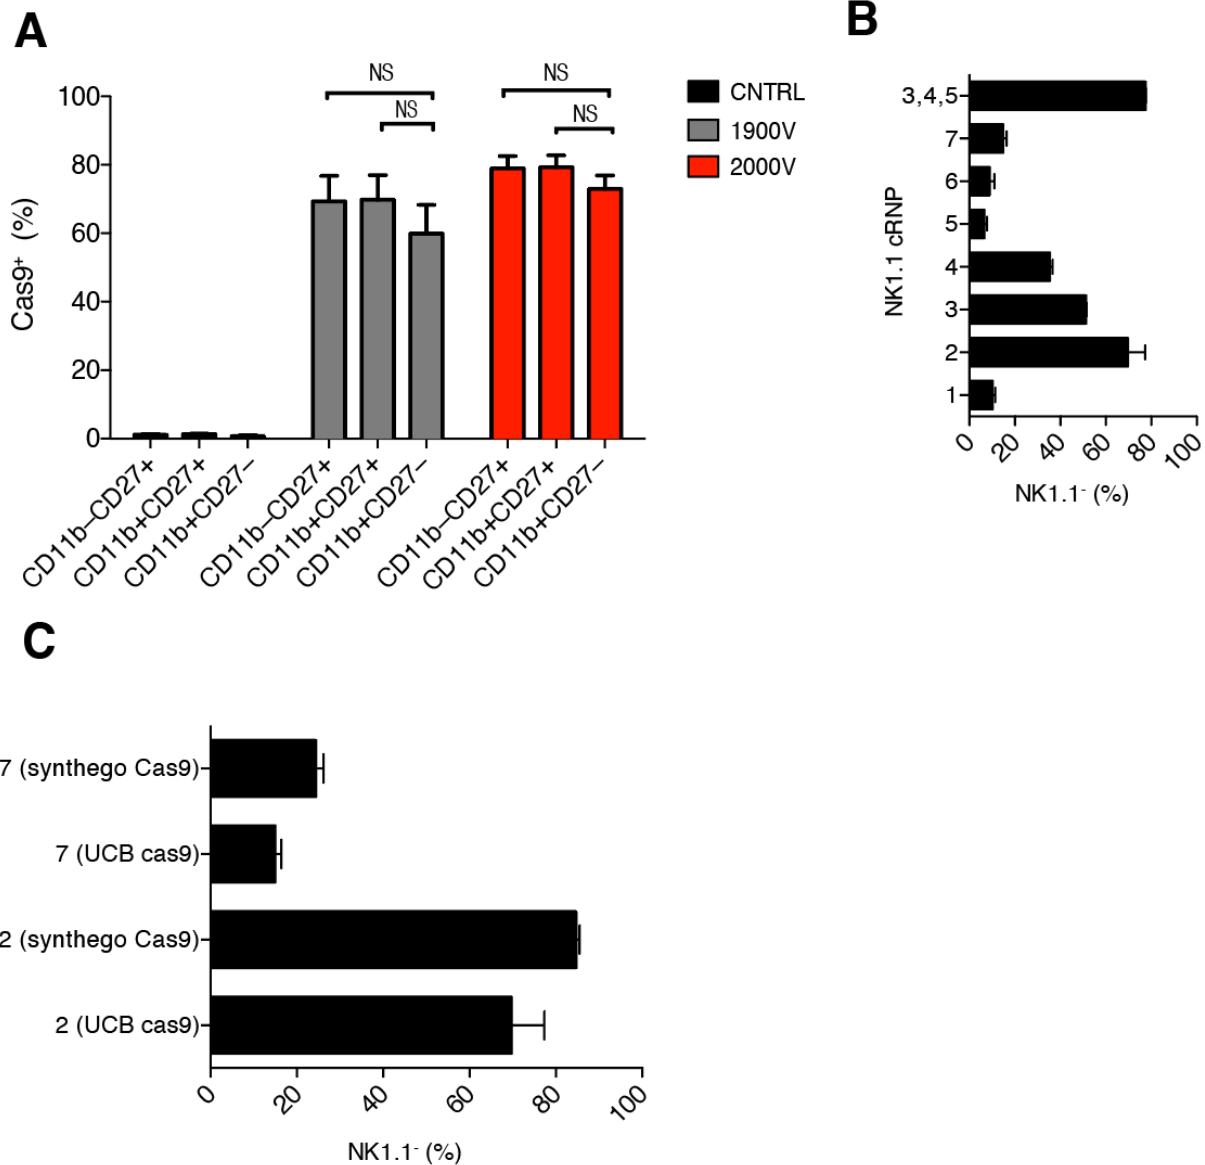 A
Cas9⁺ (%)
100
80
60
40
20
0
NS
NS
NS
NS
CNTRL
1900V
2000V
CD11b–CD27+
CD11b+CD27+
CD11b+CD27–
CD11b–CD27+
CD11b+CD27+
CD11b+CD27–
CD11b–CD27+
CD11b+CD27+
CD11b+CD27–
B
NK1.1 cRNP
3,4,5
7
6
5
4
3
2
1
0
20
40
60
80
100
NK1.1⁻ (%)
C
7 (synthego Cas9)
7 (UCB cas9)
2 (synthego Cas9)
2 (UCB cas9)
0
20
40
60
80
100
NK1.1⁻ (%)